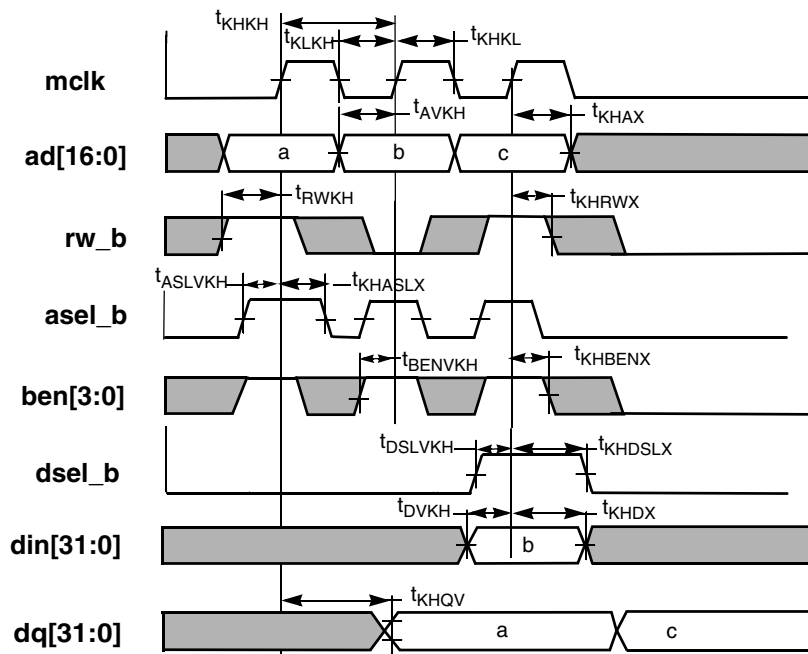 tKHKH
tKLKH tKHKL
mclk
tAVKH tKHAX
ad[16:0] a b c
tRWKH tKHRWX
rw_b
tASLVKH tKHASLX
asel_b
tBENVKH tKHBENX
ben[3:0]
tDSLVKH tKHDSLX
dsel_b
tDVKH tKHDX
din[31:0] b
tKHQV
dq[31:0] a c